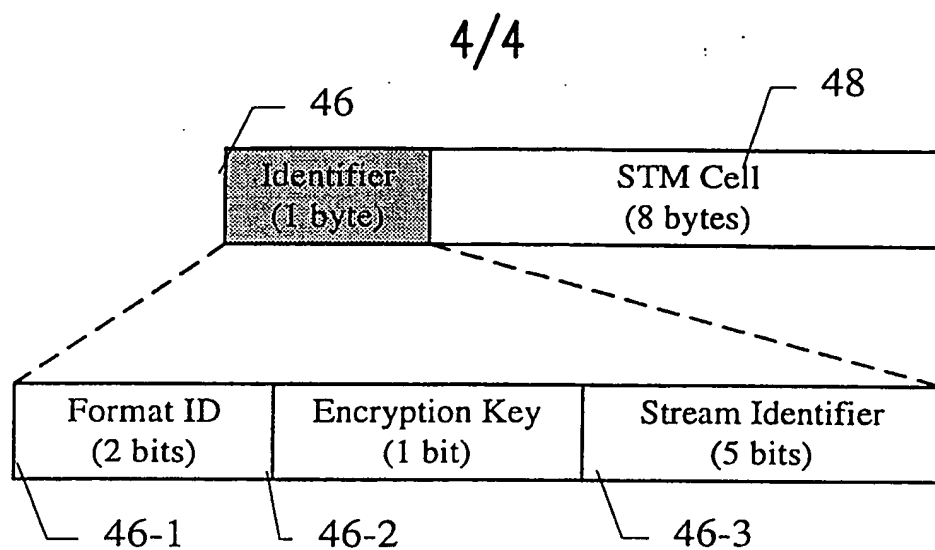 4/4
46
48
Identifier
(1 byte)
STM Cell
(8 bytes)
Format ID
(2 bits)
Encryption Key
(1 bit)
Stream Identifier
(5 bits)
46-1
46-2
46-3